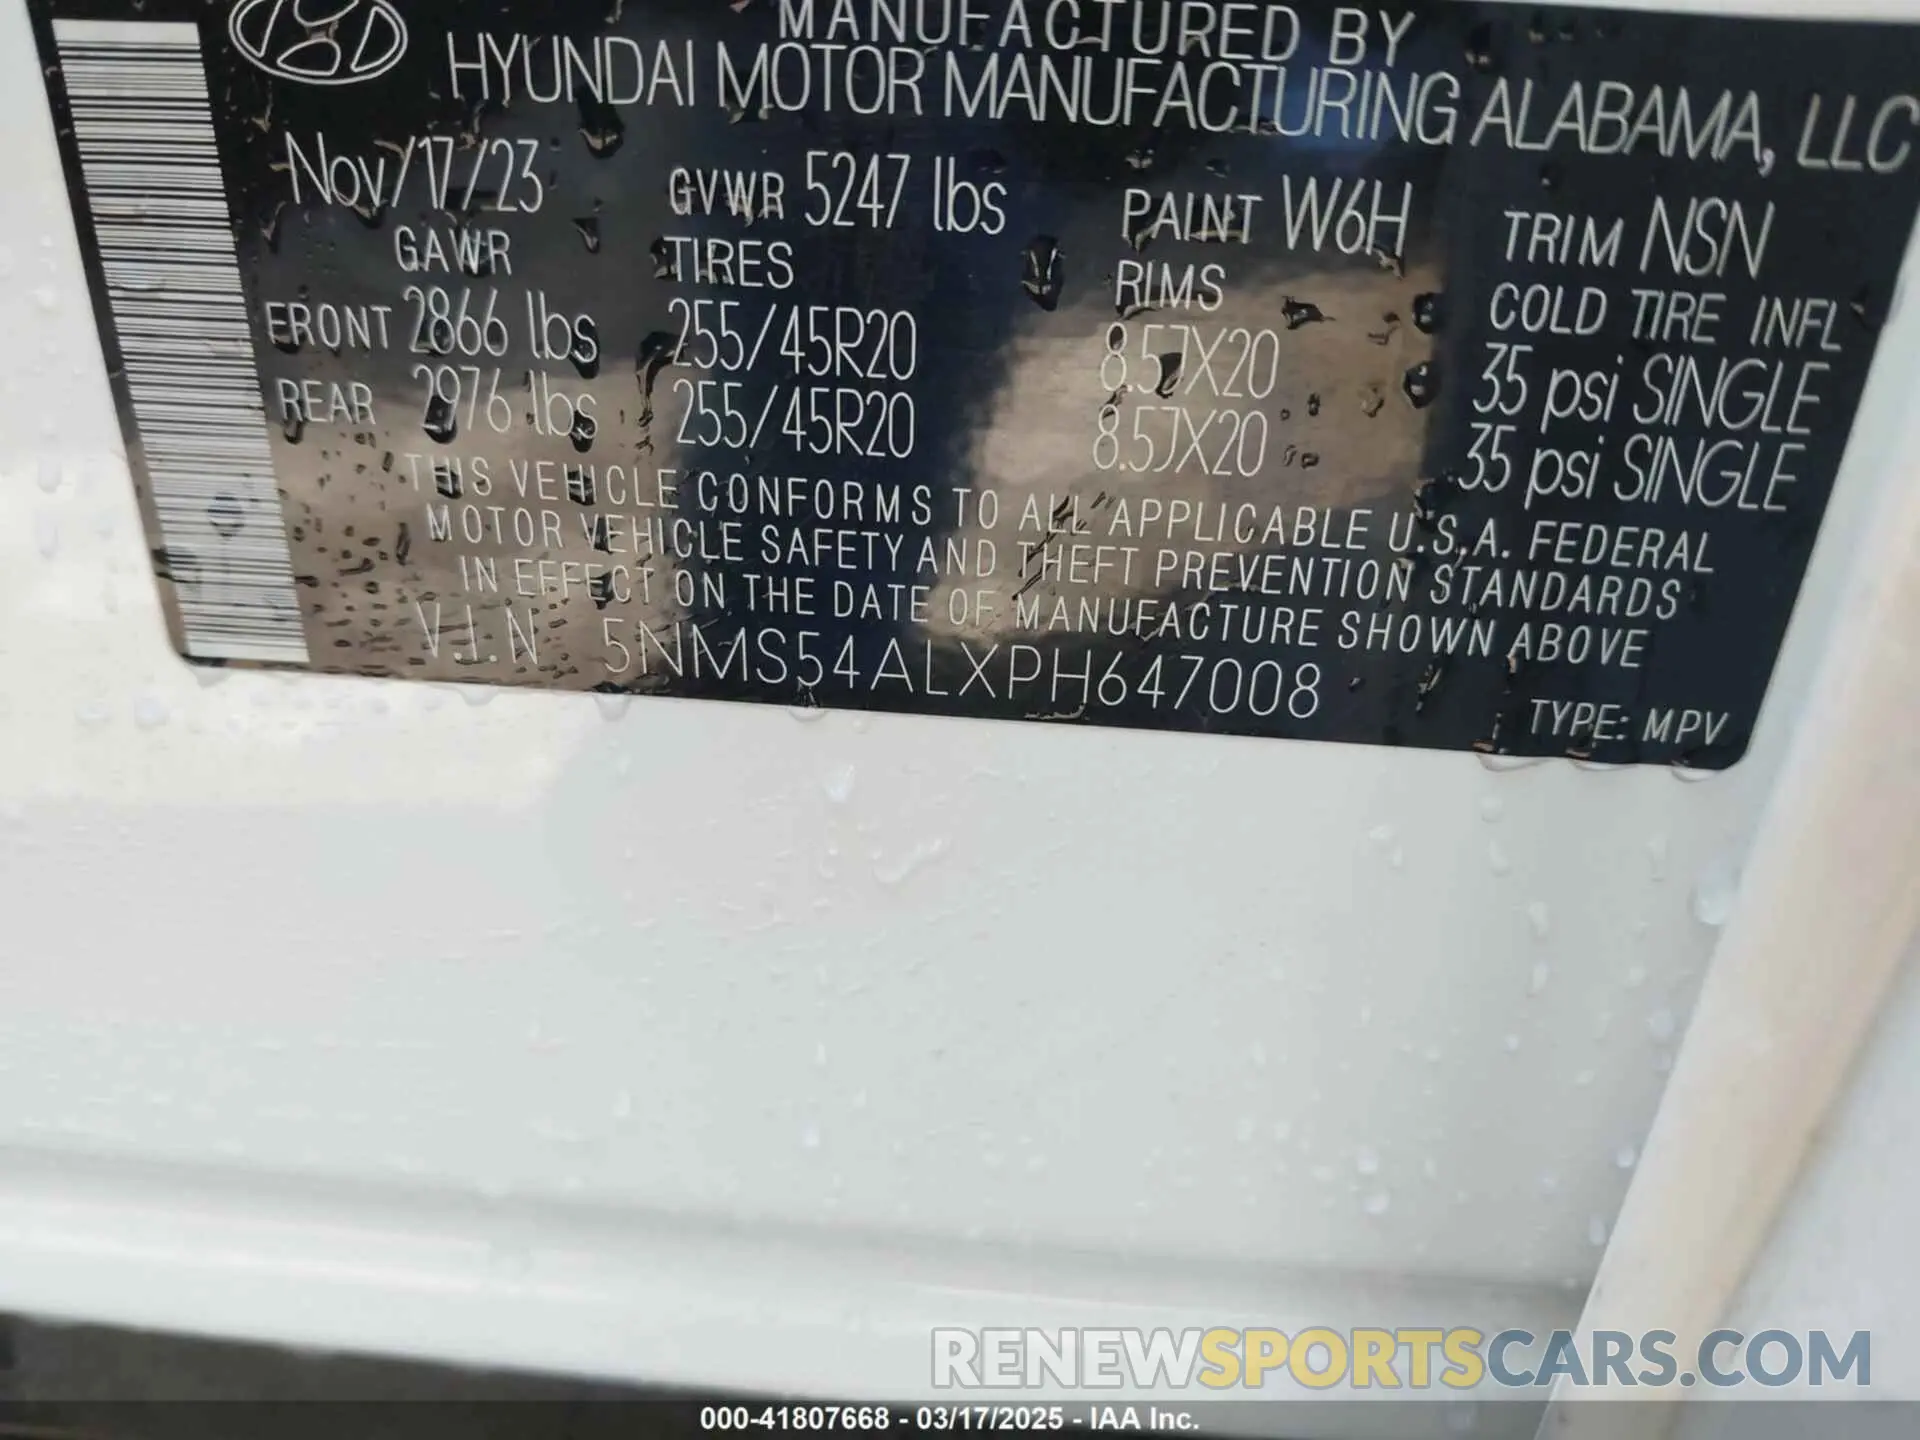 MANUFACTURED BY
HYUNDAI MOTOR MANUFACTURING ALABAMA, LLC
Nov/17/23 GVWR 5247 lbs PAINT W6H TRIM NSN
GAWR TIRES RIMS COLD TIRE INFL
FRONT 2866 lbs 255/45R20 8.5JX20 35 psi SINGLE
REAR 2976 lbs 255/45R20 8.5JX20 35 psi SINGLE
THIS VEHICLE CONFORMS TO ALL APPLICABLE U.S.A. FEDERAL
MOTOR VEHICLE SAFETY AND THEFT PREVENTION STANDARDS
IN EFFECT ON THE DATE OF MANUFACTURE SHOWN ABOVE
V.I.N 5NMS54ALXPH647008
TYPE: MPV
RENEWSPORTSCARS.COM
000-41807668 - 03/17/2025 - IAA Inc.